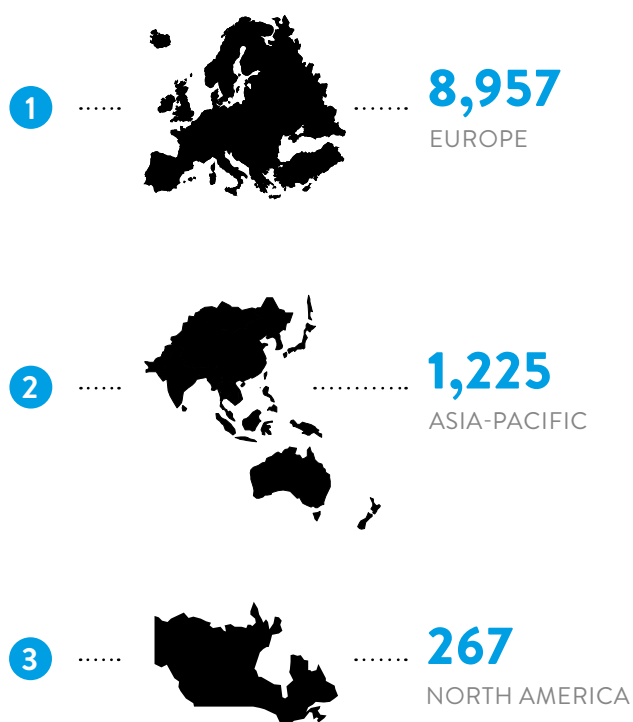 1
8,957
EUROPE
2
1,225
ASIA-PACIFIC
3
267
NORTH AMERICA